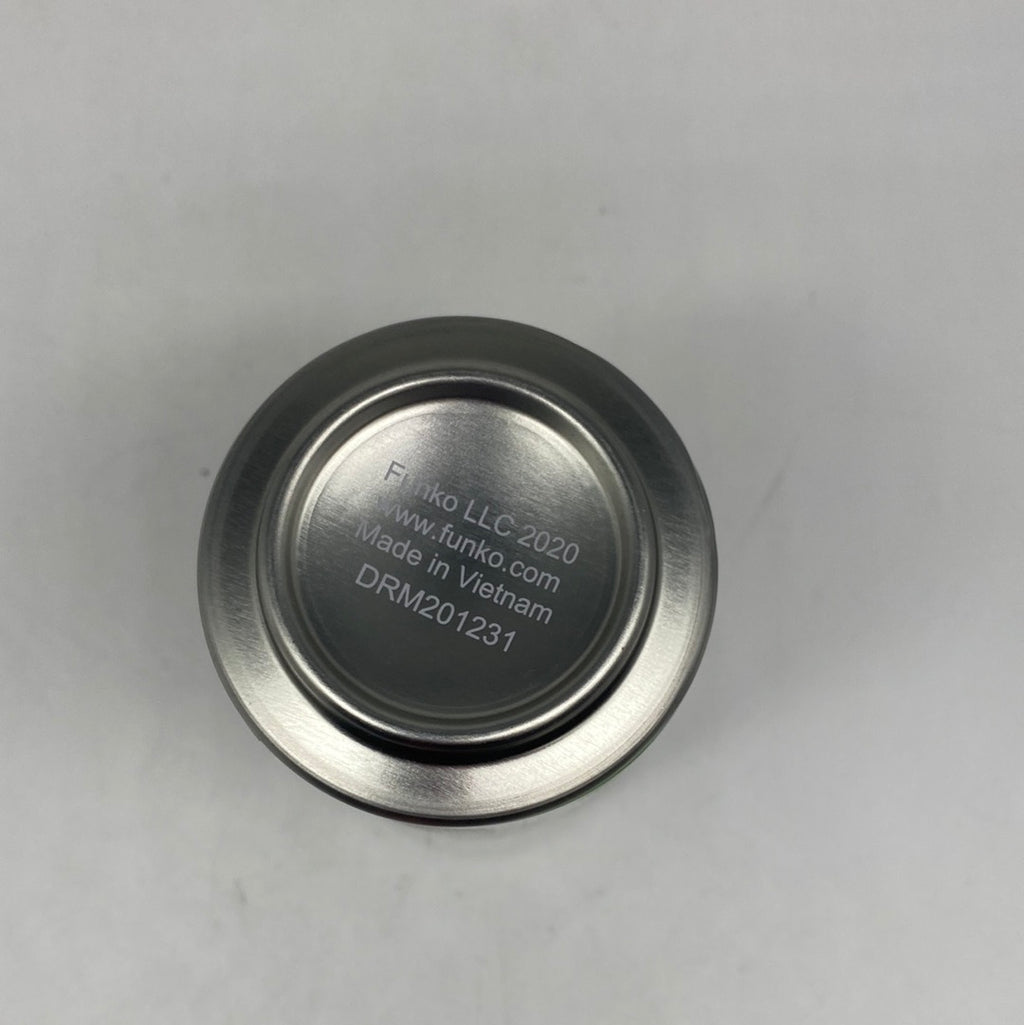 Funko LLC 2020
www.funko.com
Made in Vietnam
DRM201231